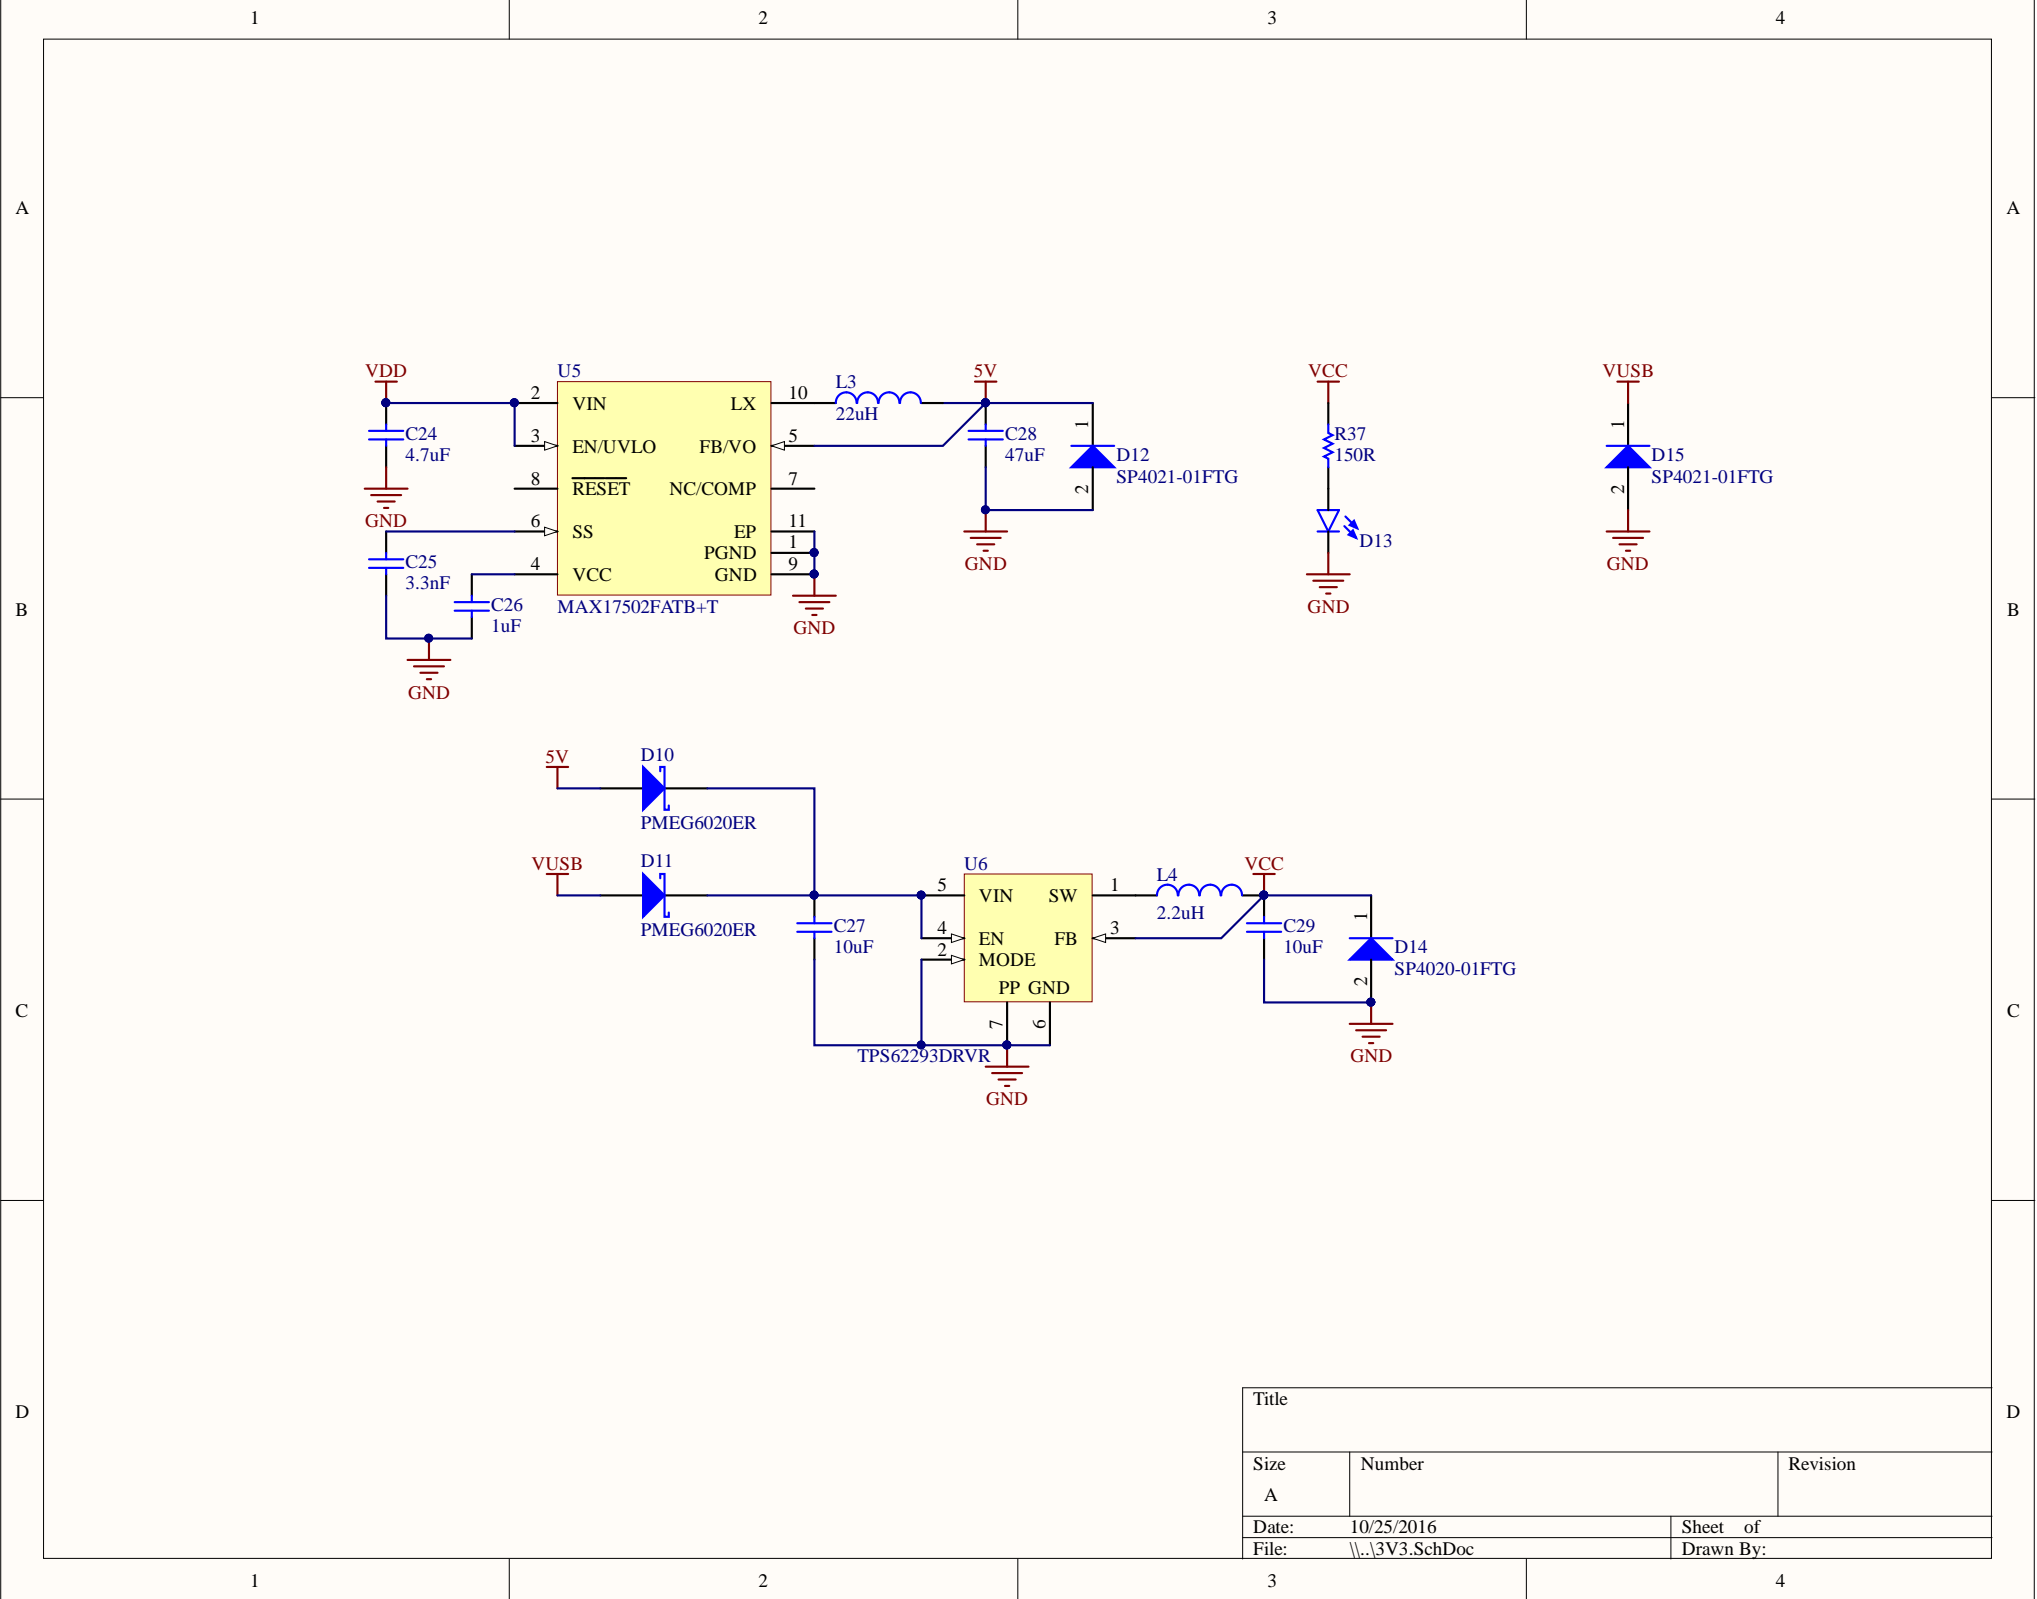 1 2 3 4
A A
VDD U5 5V VCC VUSB
2 VIN LX 10 L3 22uH
3 EN/UVLO FB/VO 5
C24 4.7uF
C28 47uF
1 D12 SP4021-01FTG 2
R37 150R
1 D15 SP4021-01FTG 2
8 RESET NC/COMP 7
GND
6 SS EP 11
PGND 1
4 VCC GND 9
C25 3.3nF
GND
D13
GND
C26 1uF
MAX17502FATB+T
GND
GND
B B
GND
5V D10
PMEG6020ER
VUSB D11
PMEG6020ER
U6
5 VIN SW 1
L4
2.2uH
VCC
C27 10uF
4 EN FB 3
2 MODE
C29 10uF
1 D14 SP4020-01FTG 2
PP GND
7 6
TPS62293DRVR
GND
GND
C C
D D
Title
Size Number Revision
A
Date: 10/25/2016 Sheet of
File: \\..\3V3.SchDoc Drawn By:
1 2 3 4